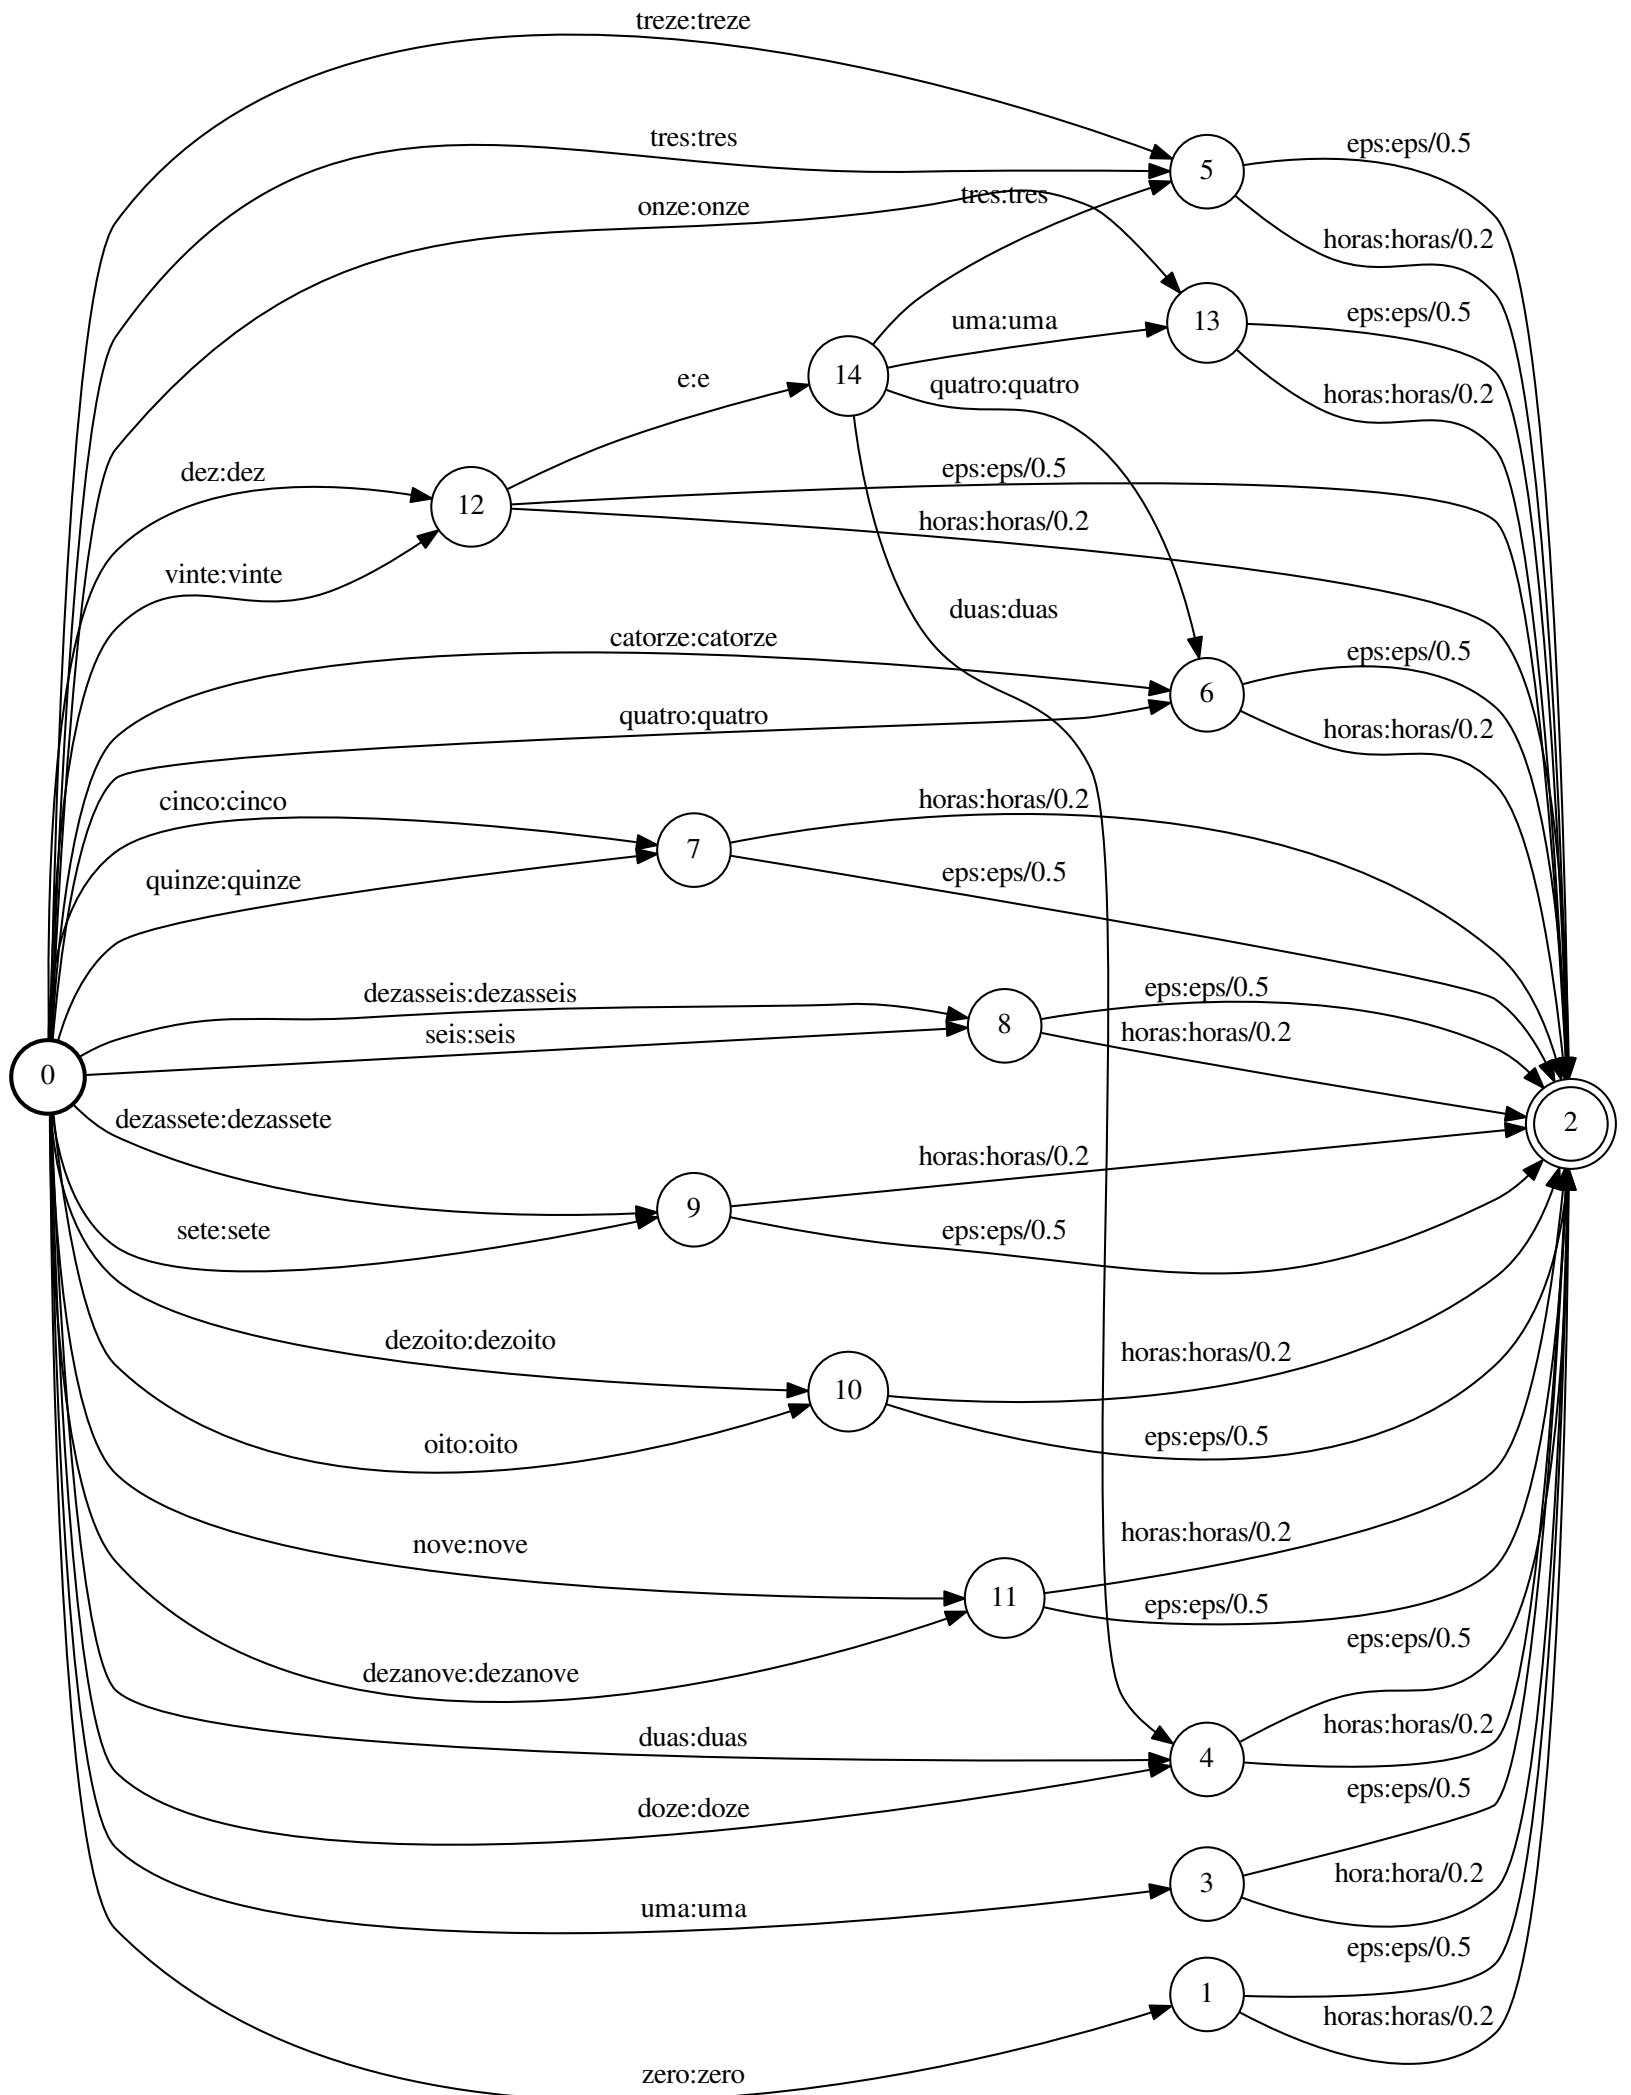 treze:treze
tres:tres
5
eps:eps/0.5
onze:onze
tres:tres
horas:horas/0.2
13
eps:eps/0.5
uma:uma
e:e
14
quatro:quatro
horas:horas/0.2
dez:dez
12
eps:eps/0.5
horas:horas/0.2
vinte:vinte
duas:duas
catorze:catorze
eps:eps/0.5
6
quatro:quatro
horas:horas/0.2
cinco:cinco
horas:horas/0.2
7
quinze:quinze
eps:eps/0.5
dezasseis:dezasseis
eps:eps/0.5
8
seis:seis
horas:horas/0.2
0
dezassete:dezassete
2
horas:horas/0.2
9
sete:sete
eps:eps/0.5
dezoito:dezoito
horas:horas/0.2
10
oito:oito
eps:eps/0.5
nove:nove
horas:horas/0.2
11
eps:eps/0.5
eps:eps/0.5
dezanove:dezanove
duas:duas
horas:horas/0.2
4
doze:doze
eps:eps/0.5
3
hora:hora/0.2
uma:uma
eps:eps/0.5
1
horas:horas/0.2
zero:zero